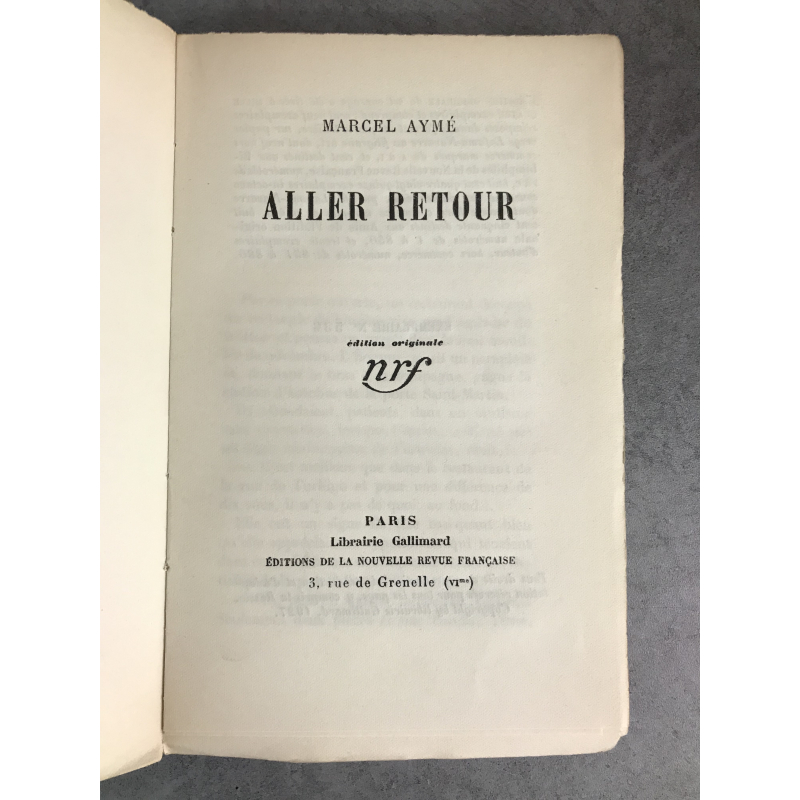 MARCEL AYMÉ
ALLER RETOUR
édition originale
nrf
PARIS
Librairie Gallimard
ÉDITIONS DE LA NOUVELLE REVUE FRANÇAISE
3, rue de Grenelle (VIme)